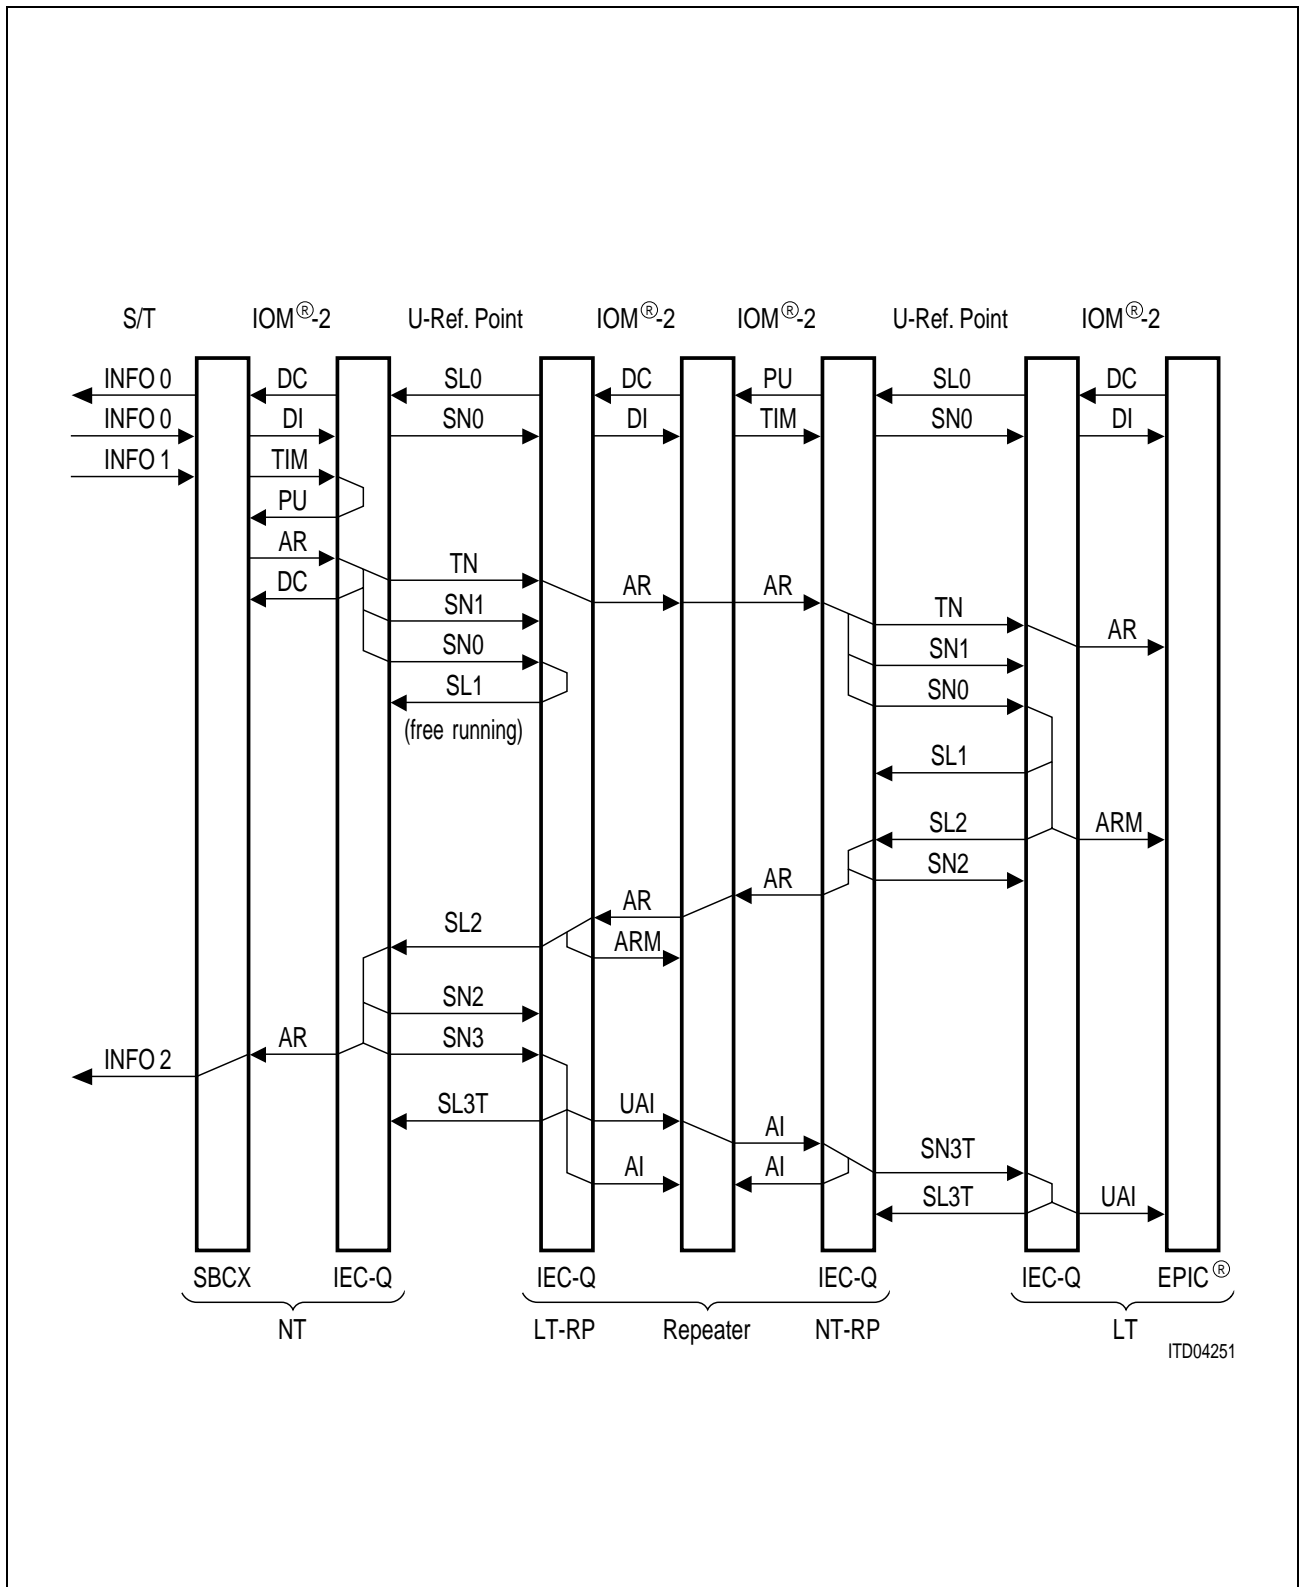 S/T IOM®-2 U-Ref. Point IOM®-2 IOM®-2 U-Ref. Point IOM®-2
INFO 0 DC SL0 DC PU SL0 DC
INFO 0 DI SN0 DI TIM SN0 DI
INFO 1 TIM
PU
AR
TN
DC AR AR
SN1 TN
AR
SN0 SN1
SL1 SN0
(free running)
SL1
SL2 ARM
SN2
AR
AR
SL2
ARM
SN2
AR SN3
INFO 2
SL3T UAI
AI
SN3T
AI AI
SL3T UAI
SBCX IEC-Q IEC-Q IEC-Q IEC-Q EPIC®
NT LT-RP Repeater NT-RP LT
ITD04251